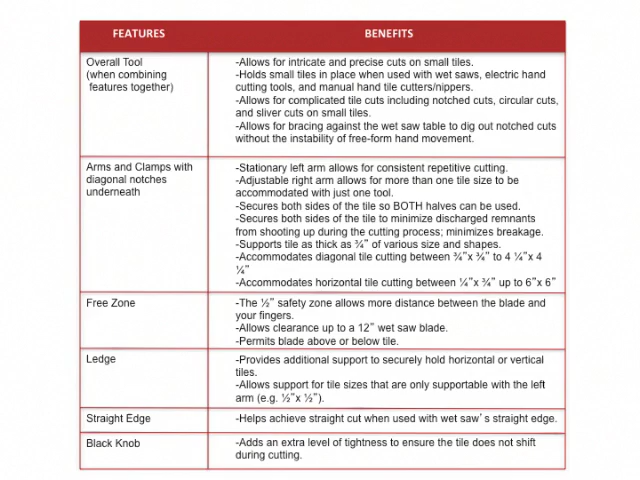 FEATURES
BENEFITS
Overall Tool
(when combining
features together)
-Allows for intricate and precise cuts on small tiles.
-Holds small tiles in place when used with wet saws, electric hand
cutting tools, and manual hand tile cutters/nippers.
-Allows for complicated tile cuts including notched cuts, circular cuts,
and sliver cuts on small tiles.
-Allows for bracing against the wet saw table to dig out notched cuts
without the instability of free-form hand movement.
Arms and Clamps with
diagonal notches
underneath
-Stationary left arm allows for consistent repetitive cutting.
-Adjustable right arm allows for more than one tile size to be
accommodated with just one tool.
-Secures both sides of the tile so BOTH halves can be used.
-Secures both sides of the tile to minimize discharged remnants
from shooting up during the cutting process; minimizes breakage.
-Supports tile as thick as ¾” of various size and shapes.
-Accommodates diagonal tile cutting between ¾”x ¾” to 4 ¼”x 4
¼”
-Accommodates horizontal tile cutting between ¼”x ¾” up to 6”x 6”
Free Zone
-The ½” safety zone allows more distance between the blade and
your fingers.
-Allows clearance up to a 12” wet saw blade.
-Permits blade above or below tile.
Ledge
-Provides additional support to securely hold horizontal or vertical
tiles.
-Allows support for tile sizes that are only supportable with the left
arm (e.g. ½”x ½”).
Straight Edge
-Helps achieve straight cut when used with wet saw’s straight edge.
Black Knob
-Adds an extra level of tightness to ensure the tile does not shift
during cutting.